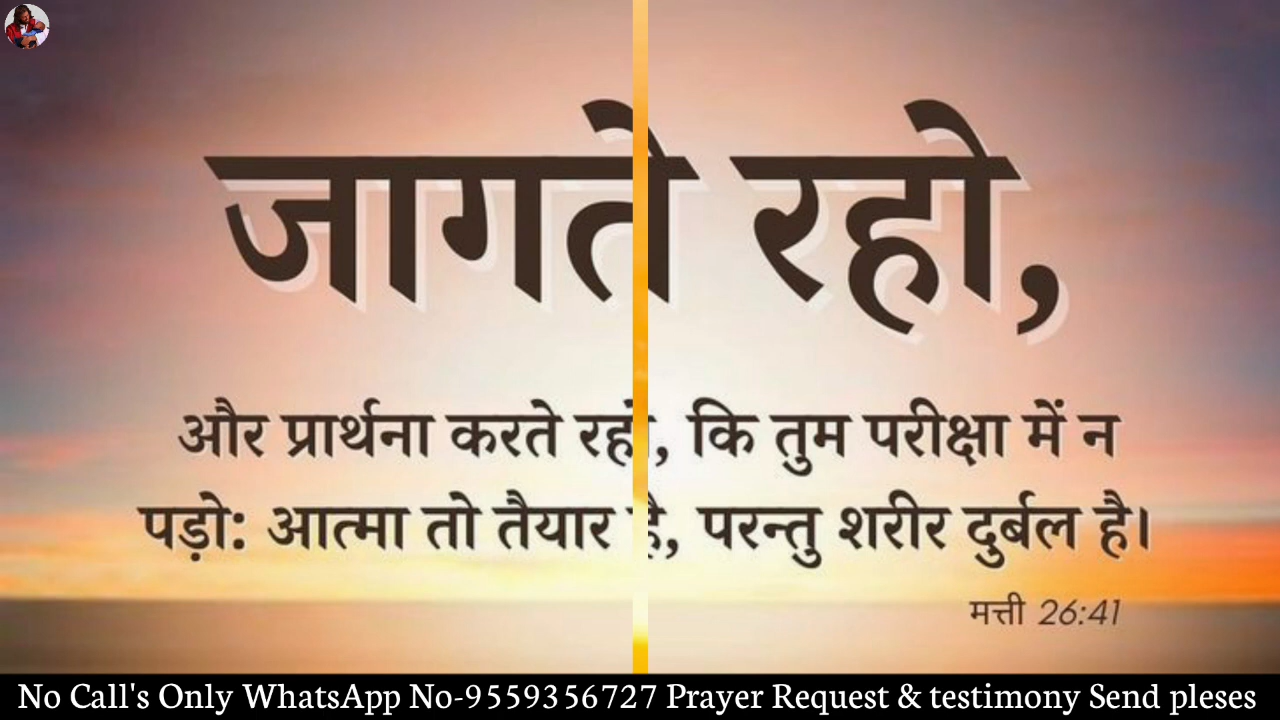 जागते रहो,
और प्रार्थना करते रहो, कि तुम परीक्षा में न
पड़ो: आत्मा तो तैयार है, परन्तु शरीर दुर्बल है।
मत्ती 26:41
No Call's Only WhatsApp No-9559356727 Prayer Request & testimony Send pleses